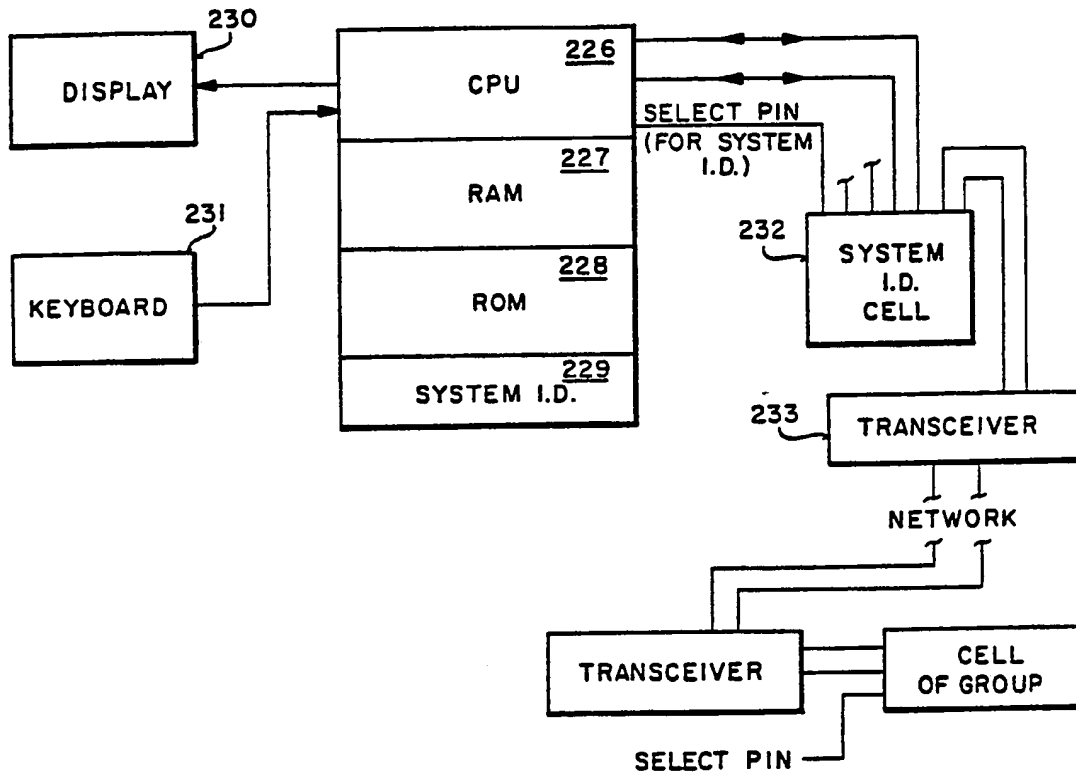 230
DISPLAY
226
CPU
SELECT PIN
(FOR SYSTEM
I.D.)
227
RAM
231
KEYBOARD
228
ROM
232
SYSTEM
I.D.
CELL
229
SYSTEM I.D.
233
TRANSCEIVER
NETWORK
TRANSCEIVER
CELL
OF GROUP
SELECT PIN